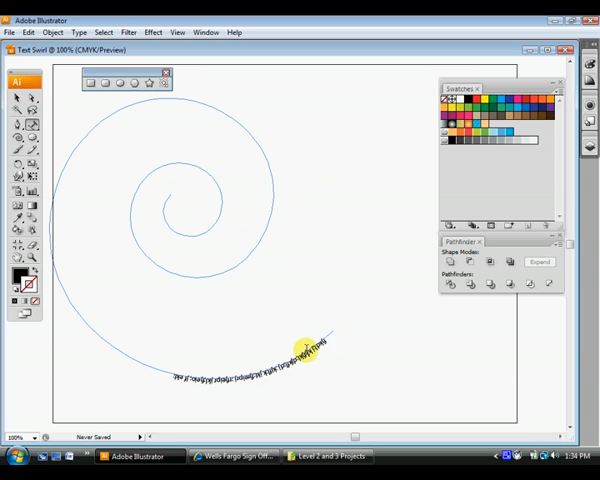 Adobe Illustrator
File Edit Object Type Select Filter Effect View Window Help
Text Swirl @ 100% (CMYK/Preview)
Ai
Swatches
Pathfinder
Shape Modes:
Expand
Pathfinders:
100%
Never Saved
Adobe Illustrator
Wells Fargo Sign Off...
Level 2 and 3 Projects
1:34 PM